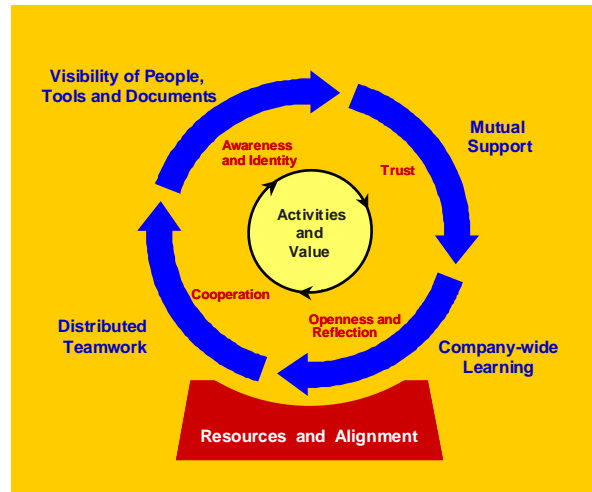 Visibility of People,
Tools and Documents
Mutual
Support
Awareness
and Identity
Trust
Activities
and
Value
Cooperation
Openness and
Reflection
Distributed
Teamwork
Company-wide
Learning
Resources and Alignment